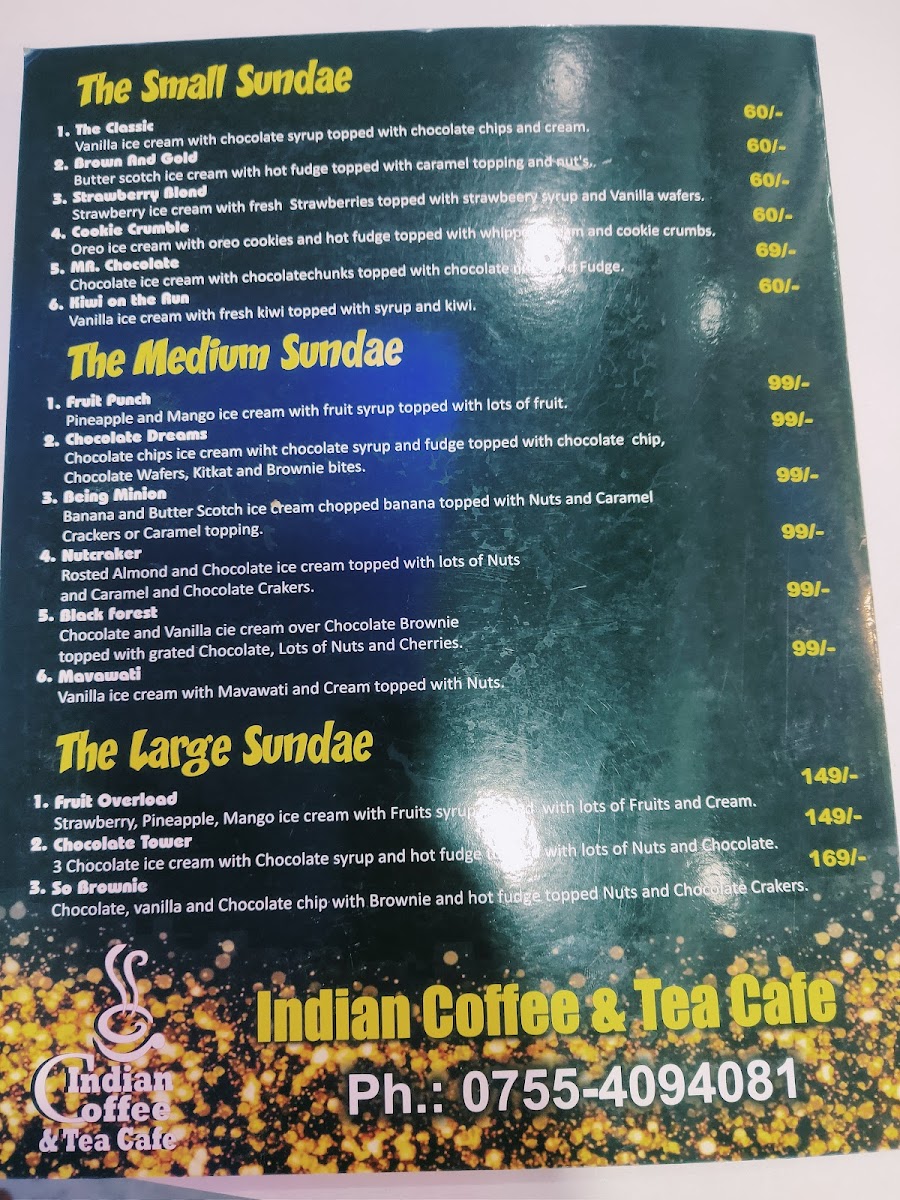 The Small Sundae
1. The Classic 60/-
Vanilla ice cream with chocolate syrup topped with chocolate chips and cream.
2. Brown And Gold 60/-
Butter scotch ice cream with hot fudge topped with caramel topping and nut's,.
3. Strawberry Blond 60/-
Strawberry ice cream with fresh Strawberries topped with strawbeery syrup and Vanilla wafers.
4. Cookie Crumble 60/-
Oreo ice cream with oreo cookies and hot fudge topped with and cookie crumbs.
5. MR. Chocolate 69/-
Chocolate ice cream with chocolatechunks topped with chocolate and Fudge.
6. Kiwi on the Run 60/-
Vanilla ice cream with fresh kiwi topped with syrup and kiwi.
The Medium Sundae
1. Fruit Punch 99/-
Pineapple and Mango ice cream with fruit syrup topped with lots of fruit.
2. Chocolate Dreams 99/-
Chocolate chips ice cream wiht chocolate syrup and fudge topped with chocolate chip,
Chocolate Wafers, Kitkat and Brownie bites.
3. Being Minion 99/-
Banana and Butter Scotch ice cream chopped banana topped with Nuts and Caramel
Crackers or Caramel topping.
4. Nutcraker 99/-
Rosted Almond and Chocolate ice cream topped with lots of Nuts
and Caramel and Chocolate Crakers.
5. Black Forest 99/-
Chocolate and Vanilla cie cream over Chocolate Brownie
topped with grated Chocolate, Lots of Nuts and Cherries.
6. Mavawati 99/-
Vanilla ice cream with Mavawati and Cream topped with Nuts.
The Large Sundae
1. Fruit Overload 149/-
Strawberry, Pineapple, Mango ice cream with Fruits syrup with lots of Fruits and Cream.
2. Chocolate Tower 149/-
3 Chocolate ice cream with Chocolate syrup and hot fudge with lots of Nuts and Chocolate.
3. So Brownie 169/-
Chocolate, vanilla and Chocolate chip with Brownie and hot fudge topped Nuts and Chocolate Crakers.
Indian Coffee & Tea Cafe
Ph.: 0755-4094081
Indian
Coffee
& Tea Cafe